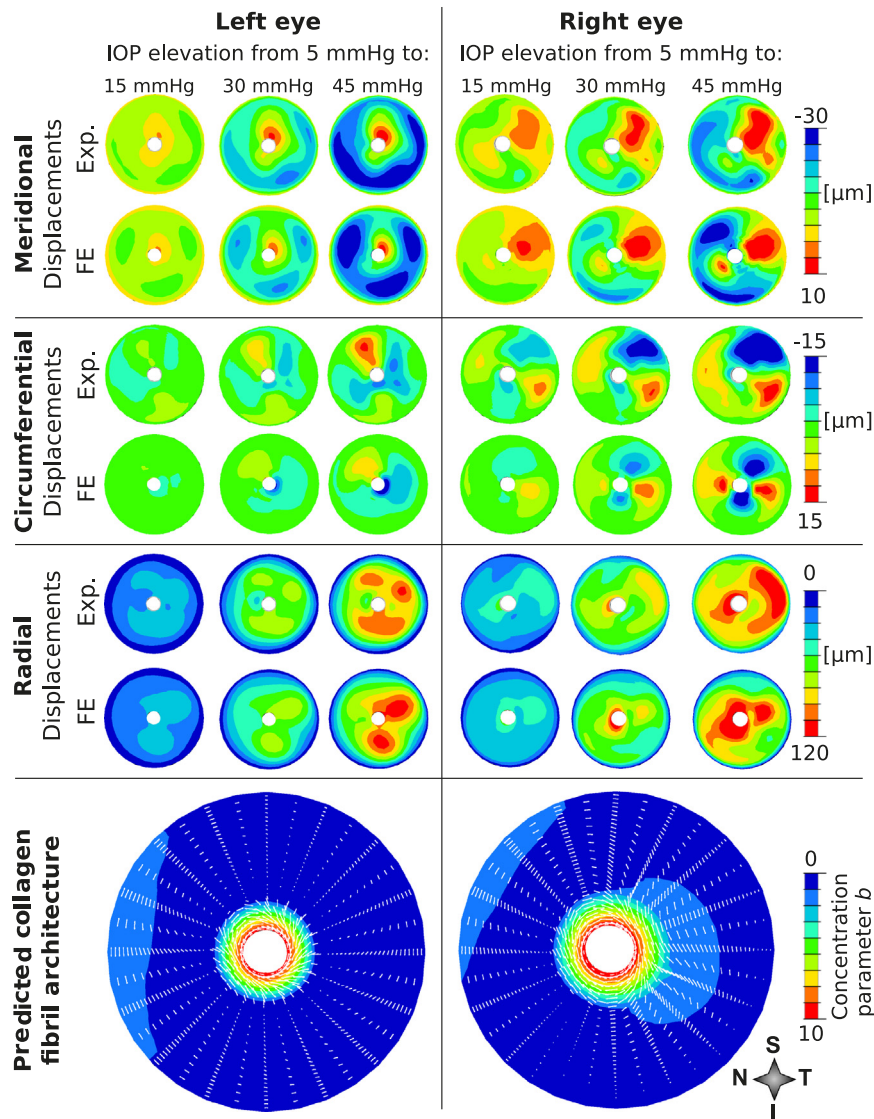 Left eye
Right eye
IOP elevation from 5 mmHg to:
IOP elevation from 5 mmHg to:
15 mmHg
30 mmHg
45 mmHg
15 mmHg
30 mmHg
45 mmHg
Meridional
Displacements
Exp.
FE
-30
[µm]
10
Circumferential
Displacements
Exp.
FE
-15
[µm]
15
Radial
Displacements
Exp.
FE
0
[µm]
120
Predicted collagen
fibril architecture
0
Concentration
parameter b
10
S
N
T
I